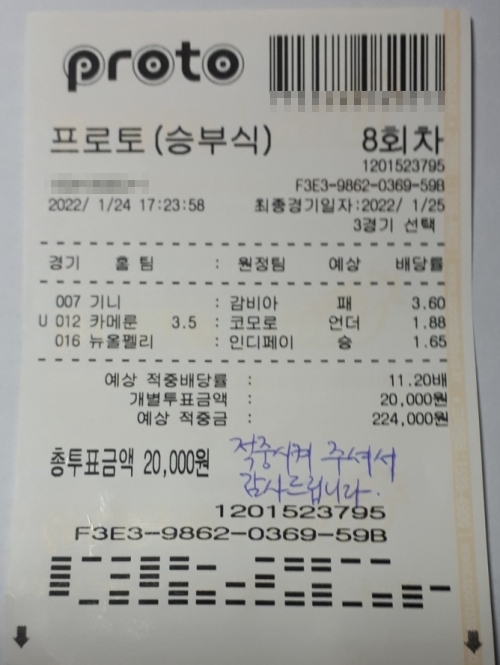 proto
프로토(승부식) 8회차
1201523795
F3E3-9862-0369-59B
2022/ 1/24 17:23:58 최종경기일자:2022/ 1/25
3경기 선택
경기 홈 팀 : 원정팀 예상 배당률
007 기니 : 감비아 패 3.60
U 012 카메룬 3.5 : 코모로 언더 1.88
016 뉴올펠리 : 인디페이 승 1.65
예상 적중배당률 : 11.20배
개별투표금액 : 20,000원
예상 적중금 : 224,000원
총투표금액 20,000원
적중시켜 주셔서
감사드립니다.
1201523795
F3E3-9862-0369-59B